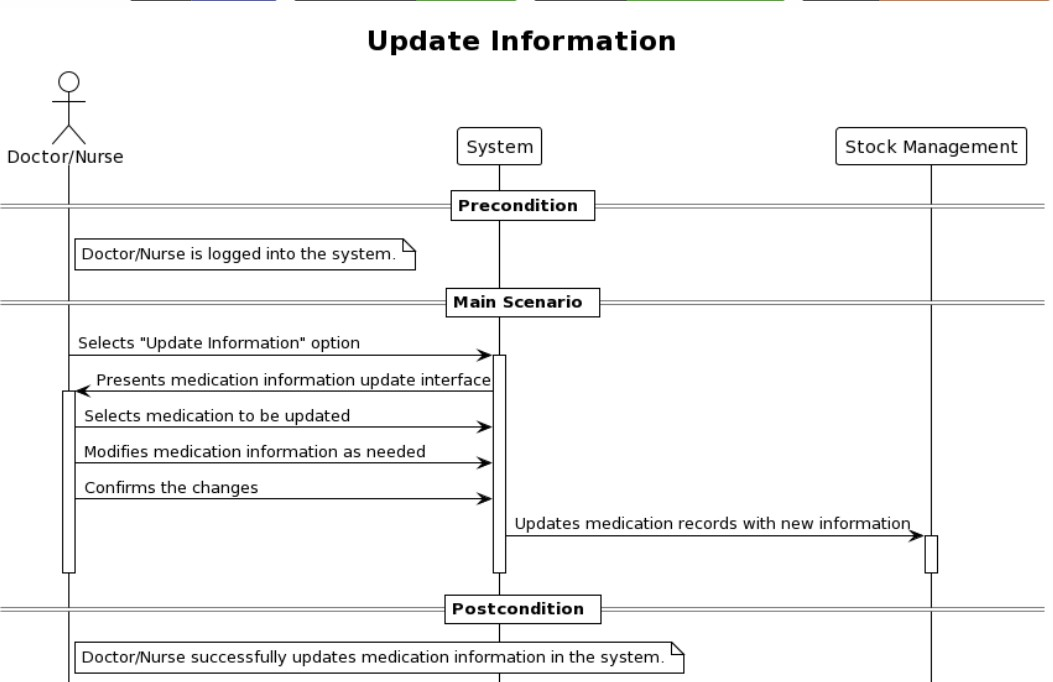 Update Information
Doctor/Nurse
System
Stock Management
Precondition
Doctor/Nurse is logged into the system.
Main Scenario
Selects "Update Information" option
Presents medication information update interface
Selects medication to be updated
Modifies medication information as needed
Confirms the changes
Updates medication records with new information
Postcondition
Doctor/Nurse successfully updates medication information in the system.